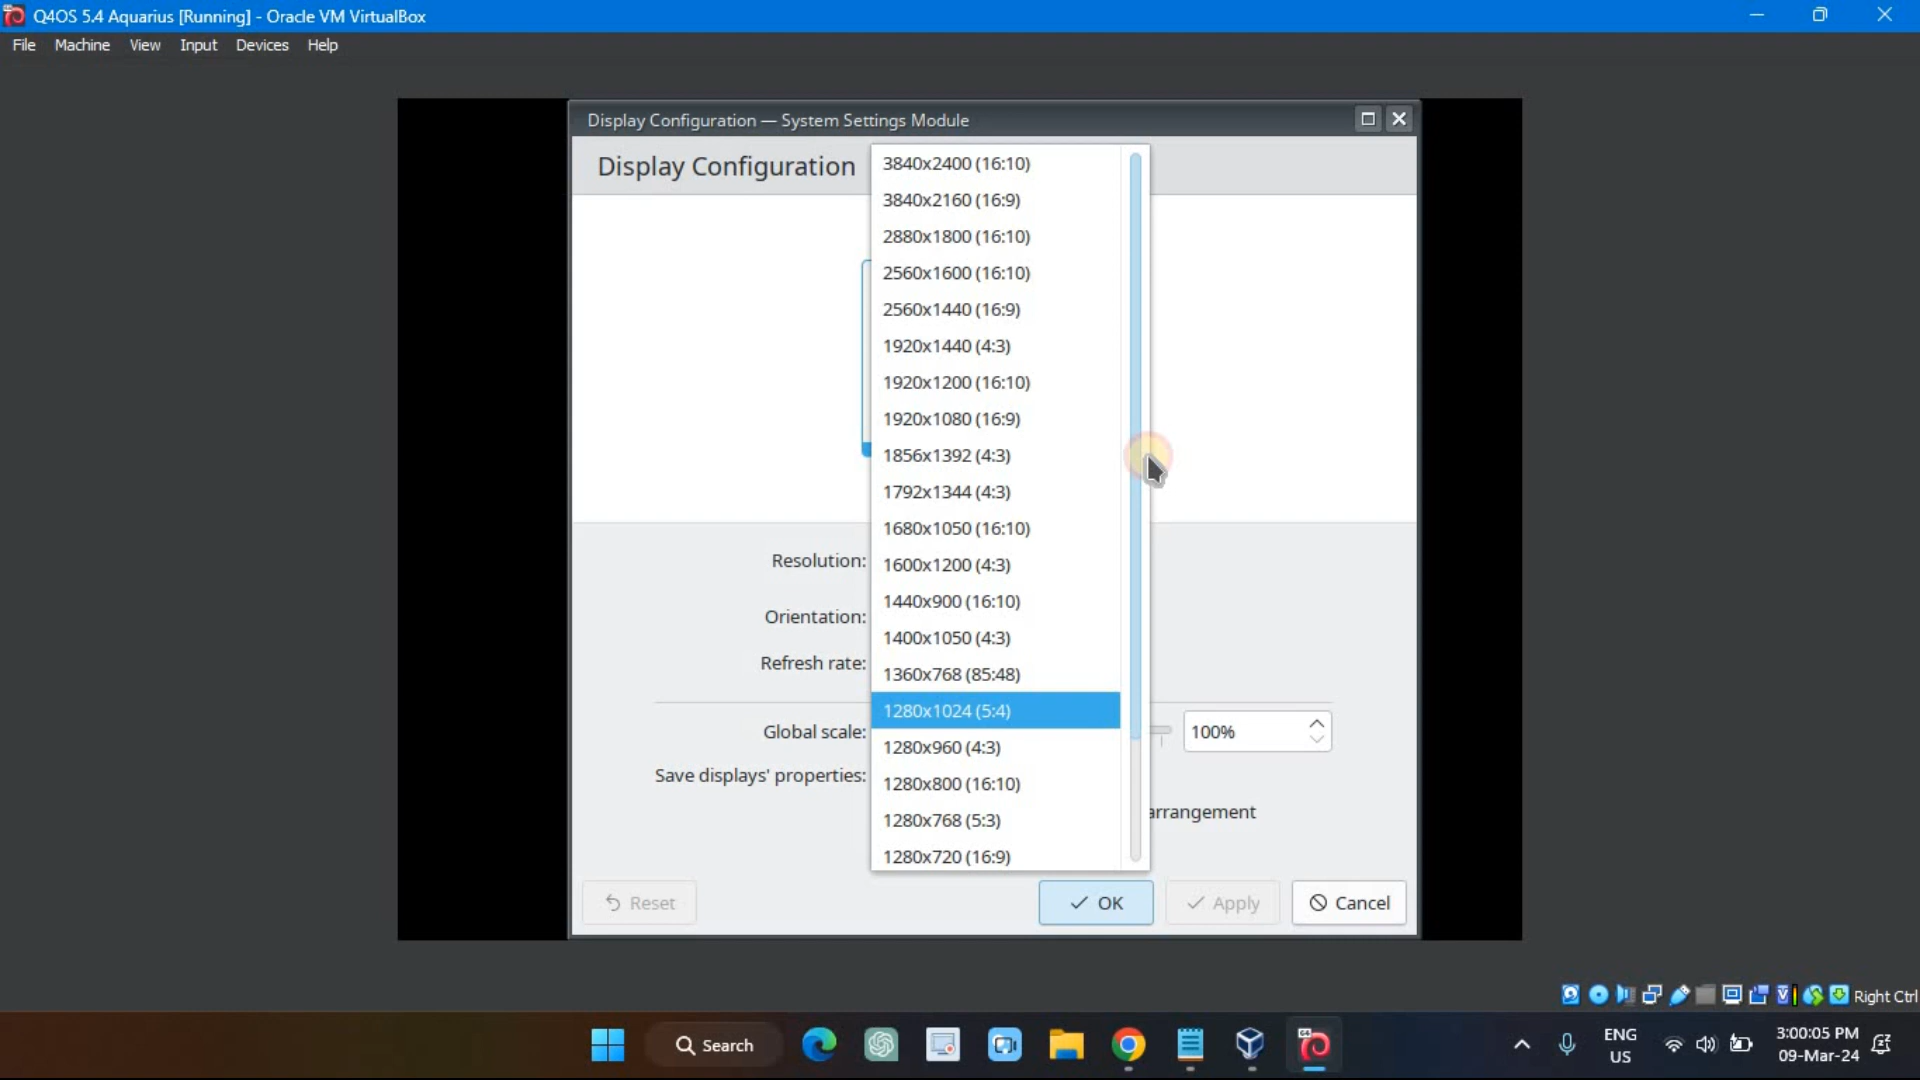 Q4OS 5.4 Aquarius [Running] - Oracle VM VirtualBox
File Machine View Input Devices Help
Display Configuration — System Settings Module
Display Configuration
3840x2400 (16:10)
3840x2160 (16:9)
2880x1800 (16:10)
2560x1600 (16:10)
2560x1440 (16:9)
1920x1440 (4:3)
1920x1200 (16:10)
1920x1080 (16:9)
1856x1392 (4:3)
1792x1344 (4:3)
1680x1050 (16:10)
1600x1200 (4:3)
1440x900 (16:10)
1400x1050 (4:3)
1360x768 (85:48)
1280x1024 (5:4)
1280x960 (4:3)
1280x800 (16:10)
1280x768 (5:3)
1280x720 (16:9)
Resolution:
Orientation:
Refresh rate:
Global scale:
100%
Save displays' properties:
arrangement
Reset
OK
Apply
Cancel
Right Ctrl
Search
ENG
US
3:00:05 PM
09-Mar-24